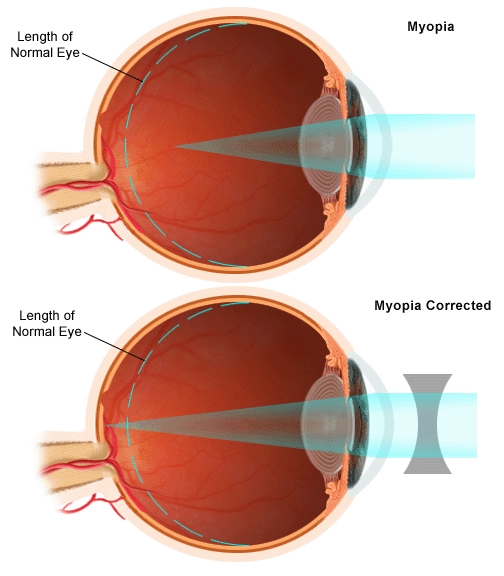 Myopia
Length of
Normal Eye
Myopia Corrected
Length of
Normal Eye